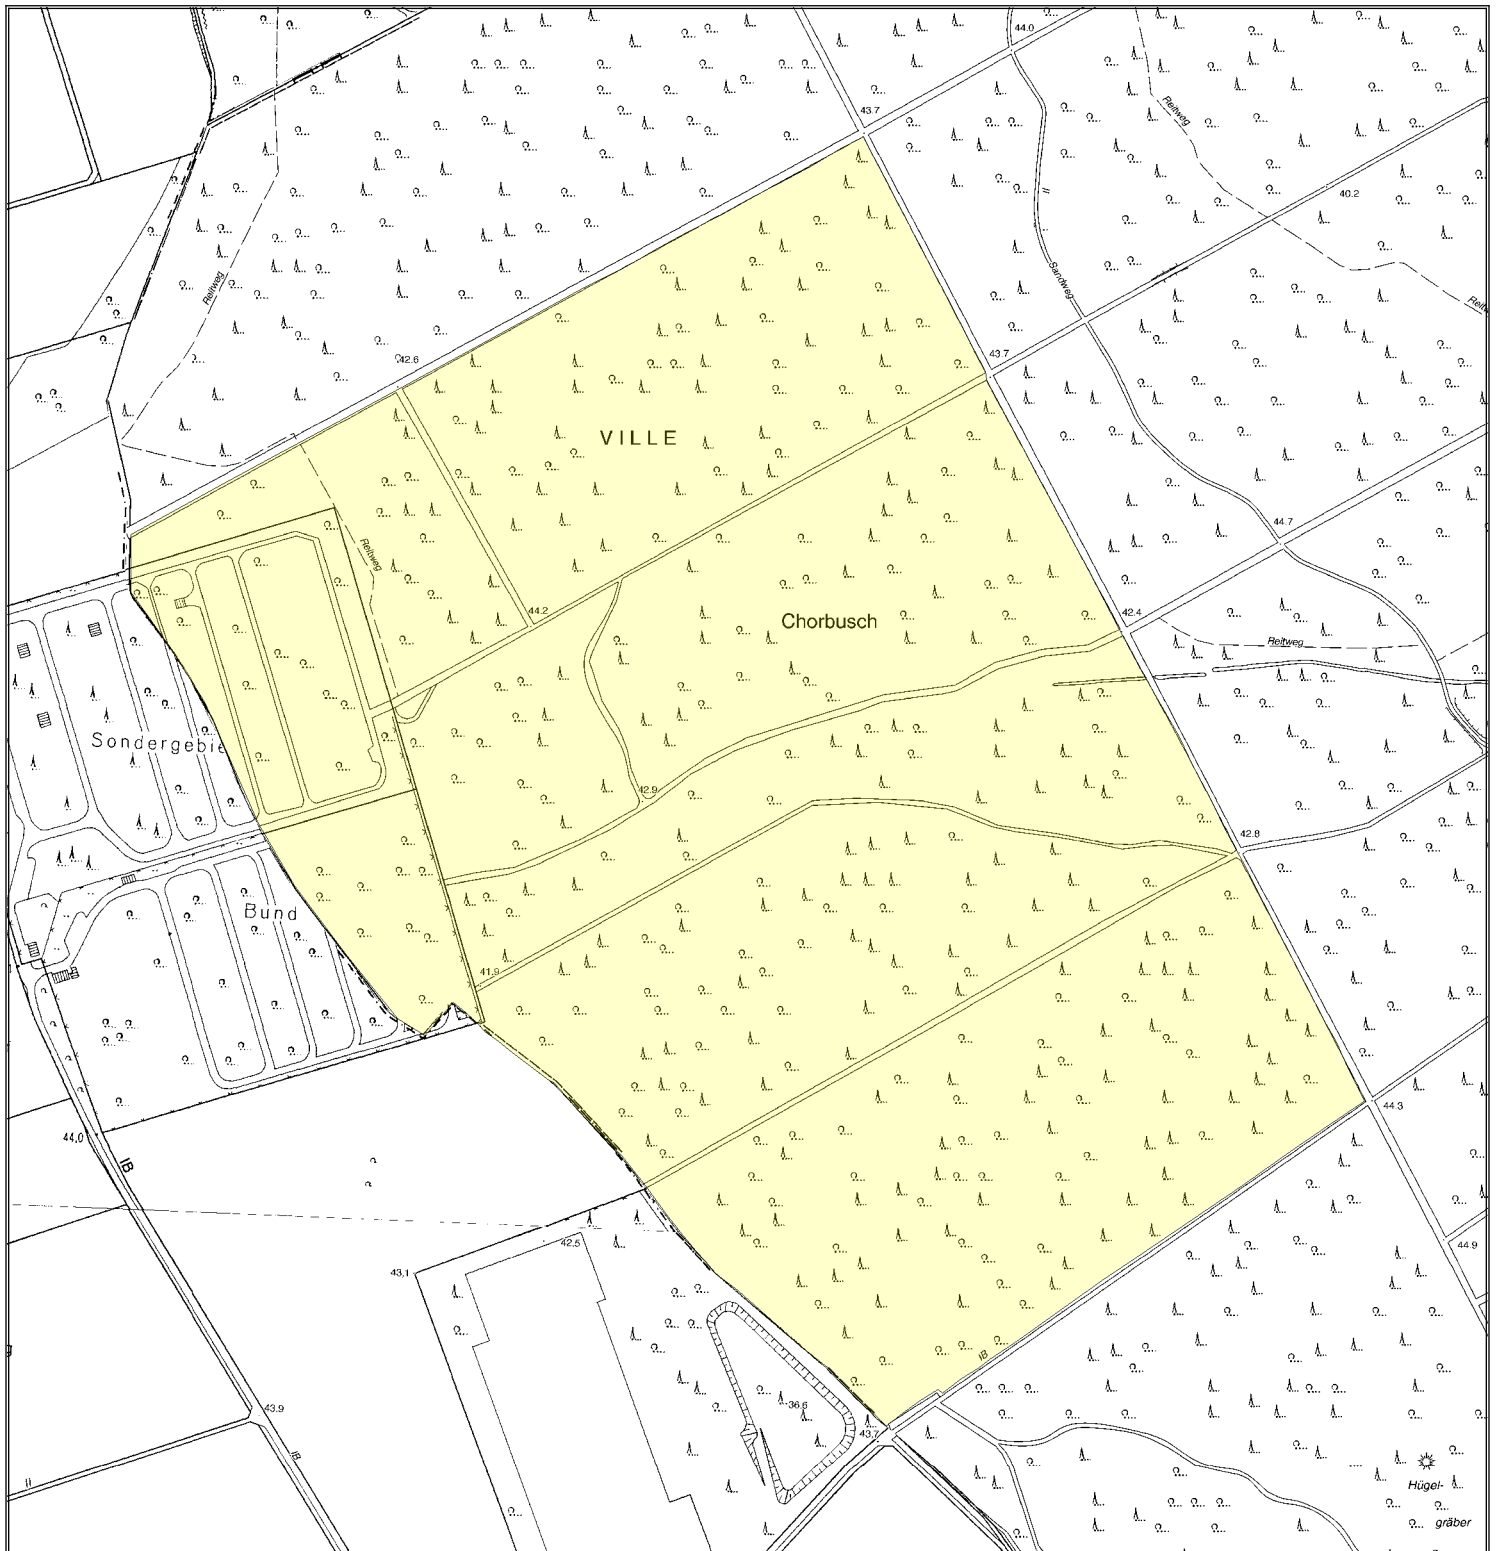 44.0
43.7
Reitweg
40.2
Reitweg
Sandweg
42.6
43.7
VILLE
Reitweg
44.7
44.2
Chorbusch
42.4
Reitweg
Sondergebie
42.9
42.8
Bund
41.9
44.3
44,0
IB
42.5
43,1
44.9
IB
36.6
43.9
43.7
IB
Hügel-
gräber